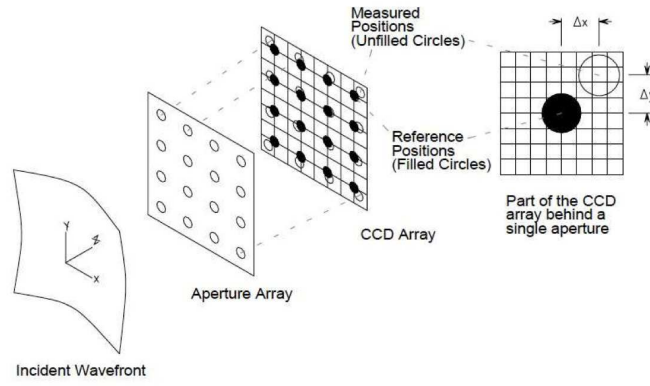 Measured
Positions
(Unfilled Circles)
Δx
Δy
Reference
Positions
(Filled Circles)
Part of the CCD
array behind a
single aperture
CCD Array
Aperture Array
Y
Z
X
Incident Wavefront